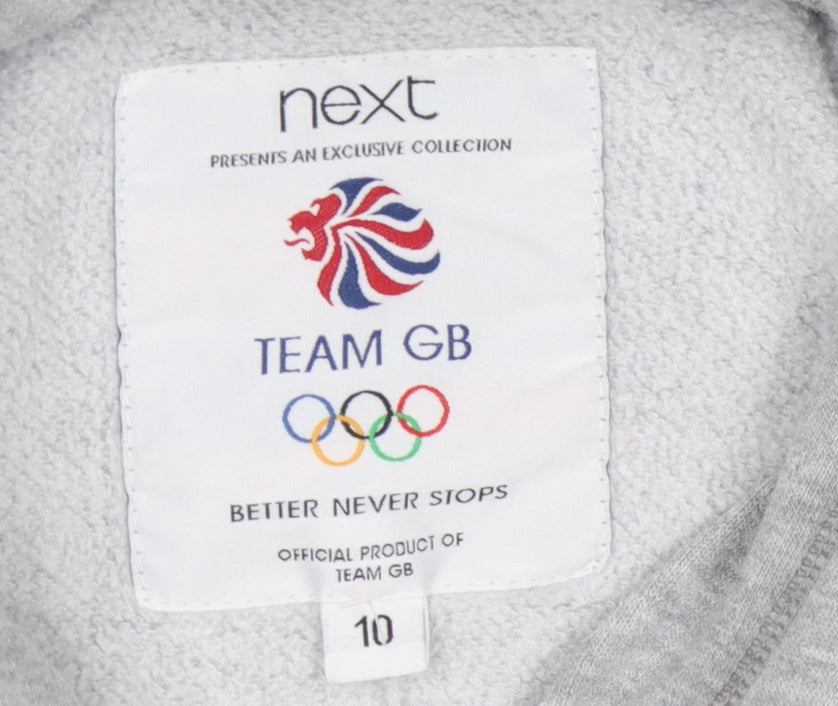 next
PRESENTS AN EXCLUSIVE COLLECTION
TEAM GB
BETTER NEVER STOPS
OFFICIAL PRODUCT OF
TEAM GB
10